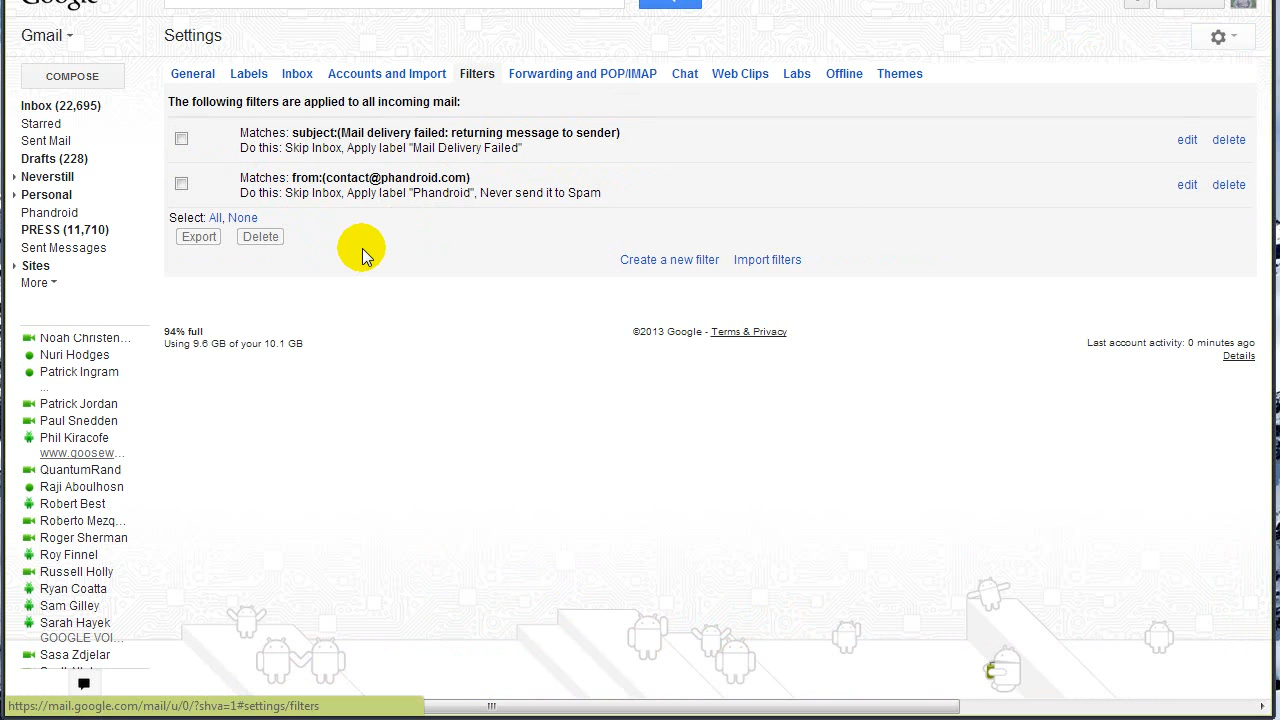 Google
Gmail
Settings
COMPOSE
General Labels Inbox Accounts and Import Filters Forwarding and POP/IMAP Chat Web Clips Labs Offline Themes
The following filters are applied to all incoming mail:
Matches: subject:(Mail delivery failed: returning message to sender)
Do this: Skip Inbox, Apply label "Mail Delivery Failed"
edit delete
Matches: from:(contact@phandroid.com)
Do this: Skip Inbox, Apply label "Phandroid", Never send it to Spam
edit delete
Select: All, None
Export Delete
Create a new filter Import filters
Inbox (22,695)
Starred
Sent Mail
Drafts (228)
Neverstill
Personal
Phandroid
PRESS (11,710)
Sent Messages
Sites
More
94% full
Using 9.6 GB of your 10.1 GB
©2013 Google - Terms & Privacy
Last account activity: 0 minutes ago
Details
Noah Christen...
Nuri Hodges
Patrick Ingram
...
Patrick Jordan
Paul Snedden
Phil Kiracofe
www.goosew...
QuantumRand
Raji Aboulhosn
Robert Best
Roberto Mezq...
Roger Sherman
Roy Finnel
Russell Holly
Ryan Coatta
Sam Gilley
Sarah Hayek
GOOGLE VOI...
Sasa Zdjelar
https://mail.google.com/mail/u/0/?shva=1#settings/filters